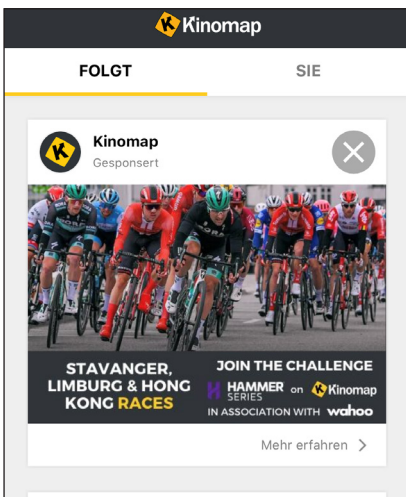 Kinomap
FOLGT SIE
Kinomap
Gesponsert
STAVANGER,
LIMBURG & HONG
KONG RACES
JOIN THE CHALLENGE
HAMMER SERIES on Kinomap
IN ASSOCIATION WITH wahoo
Mehr erfahren